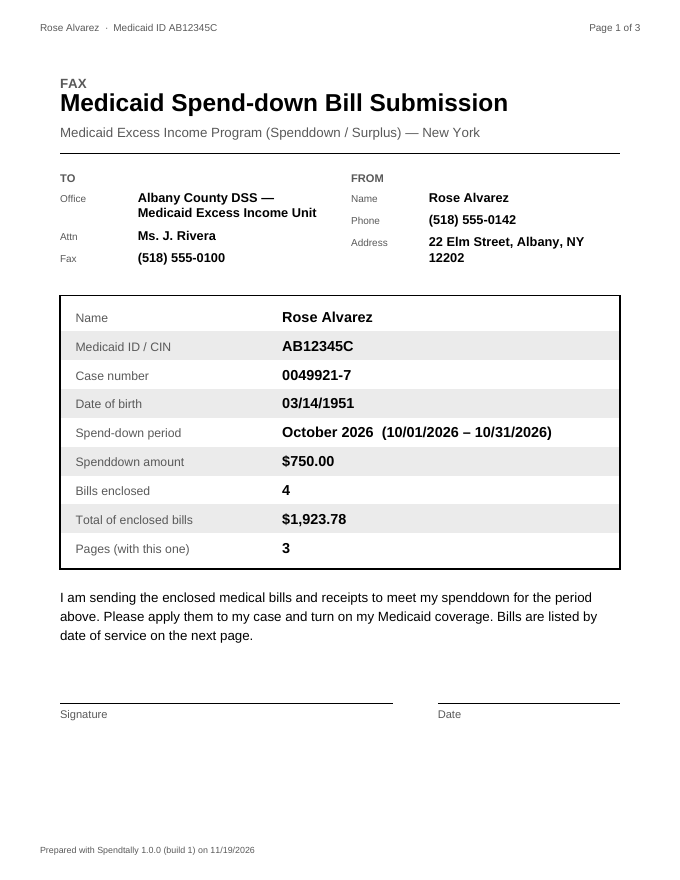 Rose Alvarez · Medicaid ID AB12345C
Page 1 of 3
FAX
Medicaid Spend-down Bill Submission
Medicaid Excess Income Program (Spenddown / Surplus) — New York
TO
Office Albany County DSS —
Medicaid Excess Income Unit
Attn Ms. J. Rivera
Fax (518) 555-0100
FROM
Name Rose Alvarez
Phone (518) 555-0142
Address 22 Elm Street, Albany, NY
12202
Name Rose Alvarez
Medicaid ID / CIN AB12345C
Case number 0049921-7
Date of birth 03/14/1951
Spend-down period October 2026 (10/01/2026 – 10/31/2026)
Spenddown amount $750.00
Bills enclosed 4
Total of enclosed bills $1,923.78
Pages (with this one) 3
I am sending the enclosed medical bills and receipts to meet my spenddown for the period
above. Please apply them to my case and turn on my Medicaid coverage. Bills are listed by
date of service on the next page.
Signature
Date
Prepared with Spendtally 1.0.0 (build 1) on 11/19/2026